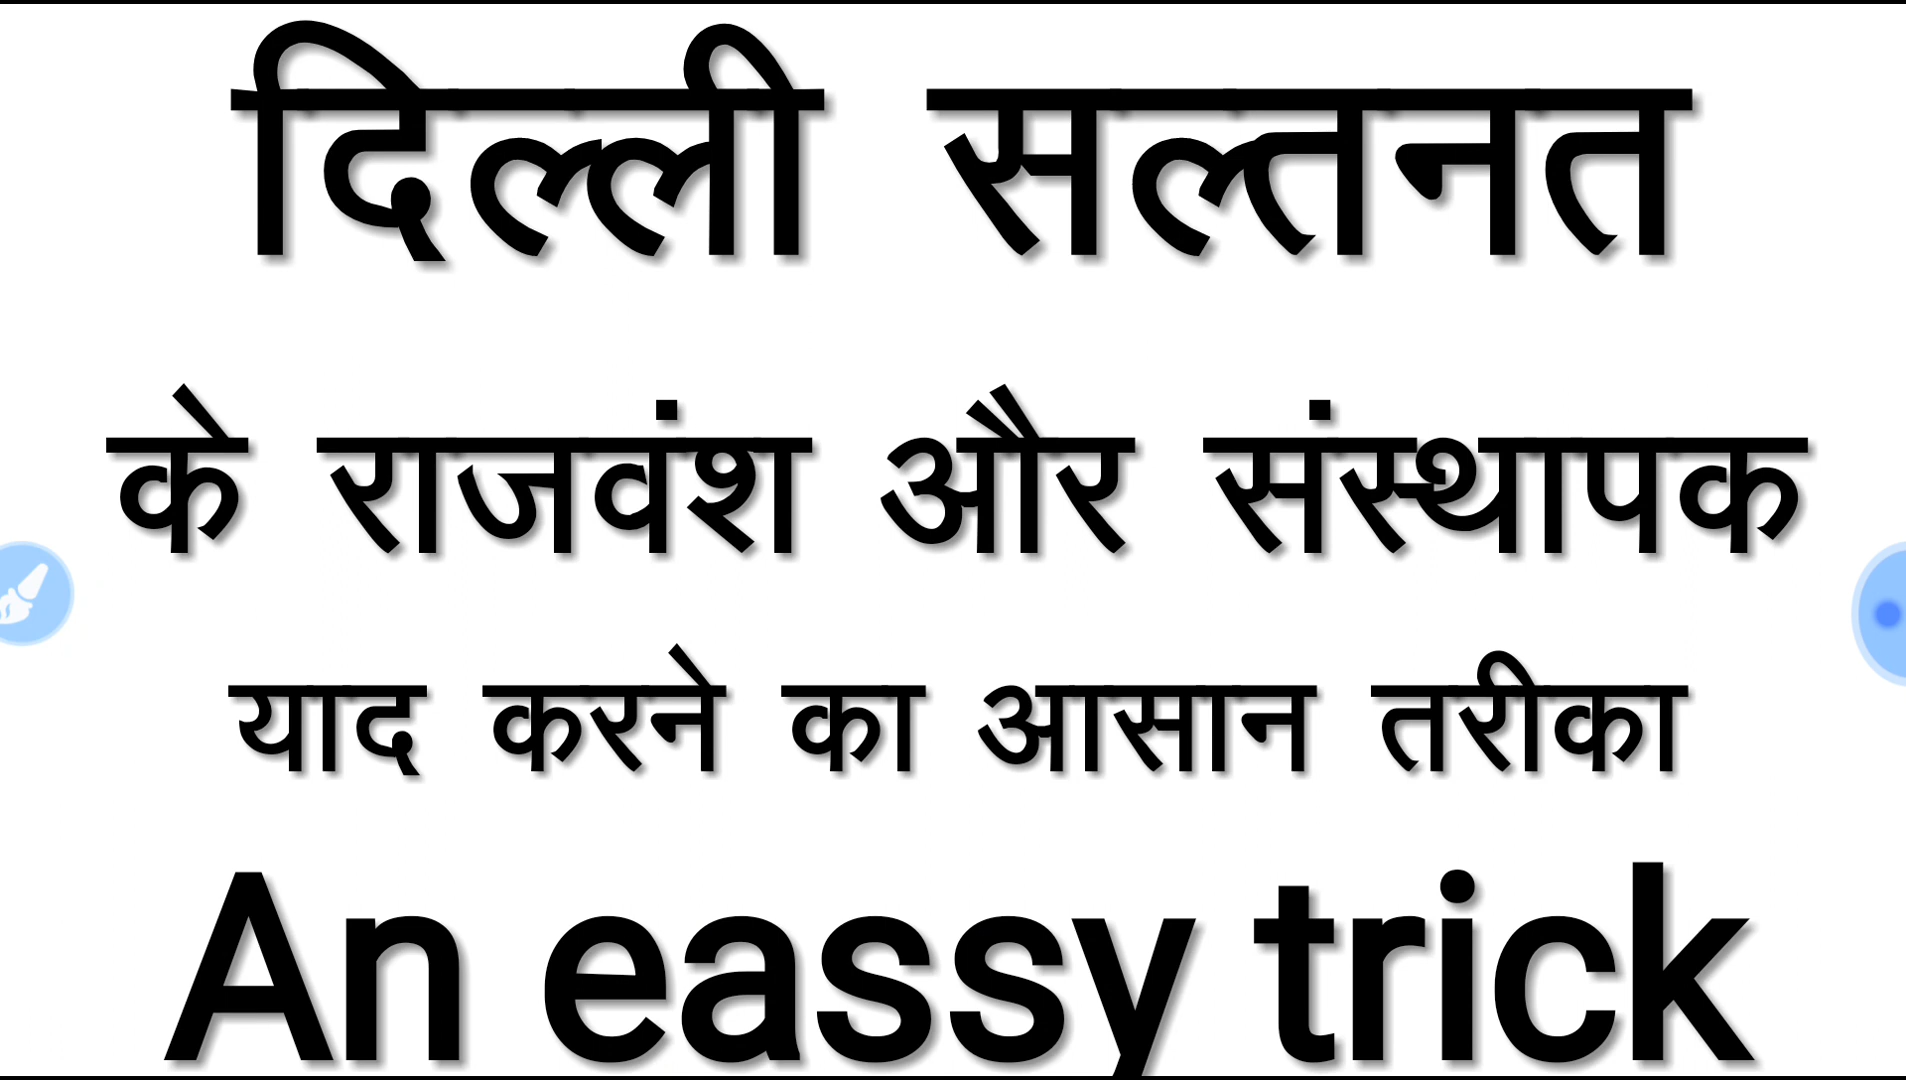 दिल्ली सल्तनत
के राजवंश और संस्थापक
याद करने का आसान तरीका
An eassy trick